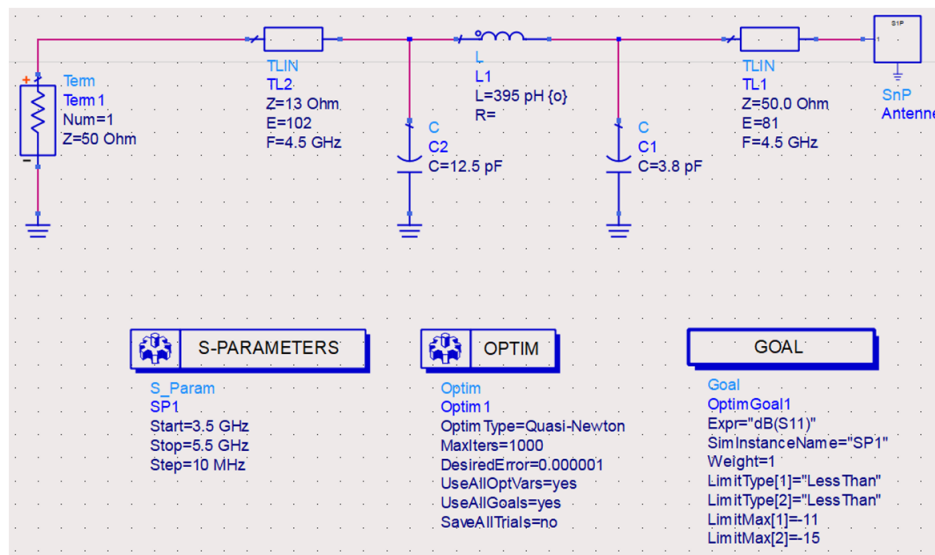 S1P
1
Term
Term1
Num=1
Z=50 Ohm
TLIN
TL2
Z=13 Ohm
E=102
F=4.5 GHz
C
C2
C=12.5 pF
L
L1
L=395 pH {o}
R=
C
C1
C=3.8 pF
TLIN
TL1
Z=50.0 Ohm
E=81
F=4.5 GHz
SnP
Antenne
S-PARAMETERS
S_Param
SP1
Start=3.5 GHz
Stop=5.5 GHz
Step=10 MHz
OPTIM
Optim
Optim1
OptimType=Quasi-Newton
MaxIters=1000
DesiredError=0.000001
UseAllOptVars=yes
UseAllGoals=yes
SaveAllTrials=no
GOAL
Goal
OptimGoal1
Expr="dB(S11)"
SimInstanceName="SP1"
Weight=1
LimitType[1]="LessThan"
LimitType[2]="LessThan"
LimitMax[1]=-11
LimitMax[2]=-15